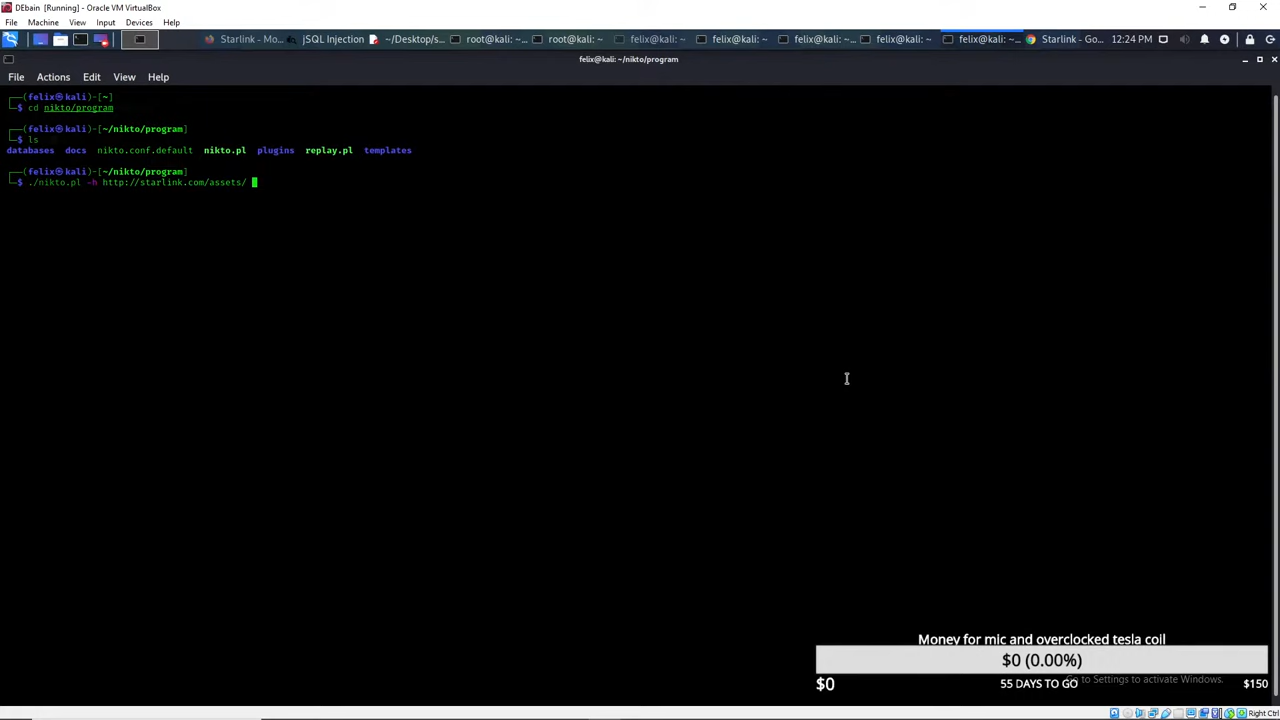 DEbain [Running] - Oracle VM VirtualBox
File Machine View Input Devices Help
Starlink - Mo... jSQL Injection ~/Desktop/s... root@kali: ~... root@kali: ~ felix@kali: ~ felix@kali: ~ felix@kali: ~... felix@kali: ~ felix@kali: ~... Starlink - Go... 12:24 PM
felix@kali: ~/nikto/program
File Actions Edit View Help
(felix㉿kali)-[~]
$ cd nikto/program
(felix㉿kali)-[~/nikto/program]
$ ls
databases docs nikto.conf.default nikto.pl plugins replay.pl templates
(felix㉿kali)-[~/nikto/program]
$ ./nikto.pl -h http://starlink.com/assets/
Money for mic and overclocked tesla coil
$0 (0.00%)
$0 55 DAYS TO GO $150
Go to Settings to activate Windows.
Right Ctrl